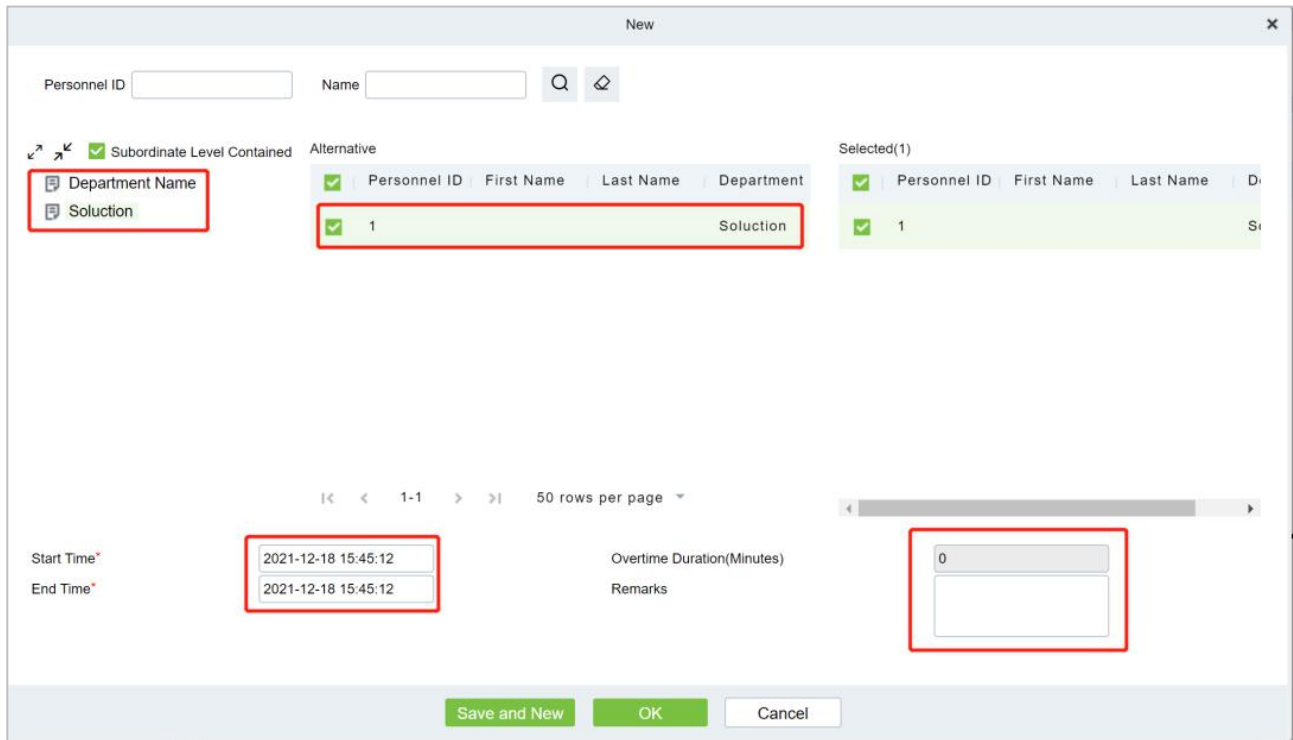 New
Personnel ID Name
Subordinate Level Contained Alternative Selected(1)
Department Name
Soluction
Personnel ID First Name Last Name Department
1 Soluction
Personnel ID First Name Last Name
1
1-1 50 rows per page
Start Time* 2021-12-18 15:45:12 Overtime Duration(Minutes) 0
End Time* 2021-12-18 15:45:12 Remarks
Save and New OK Cancel